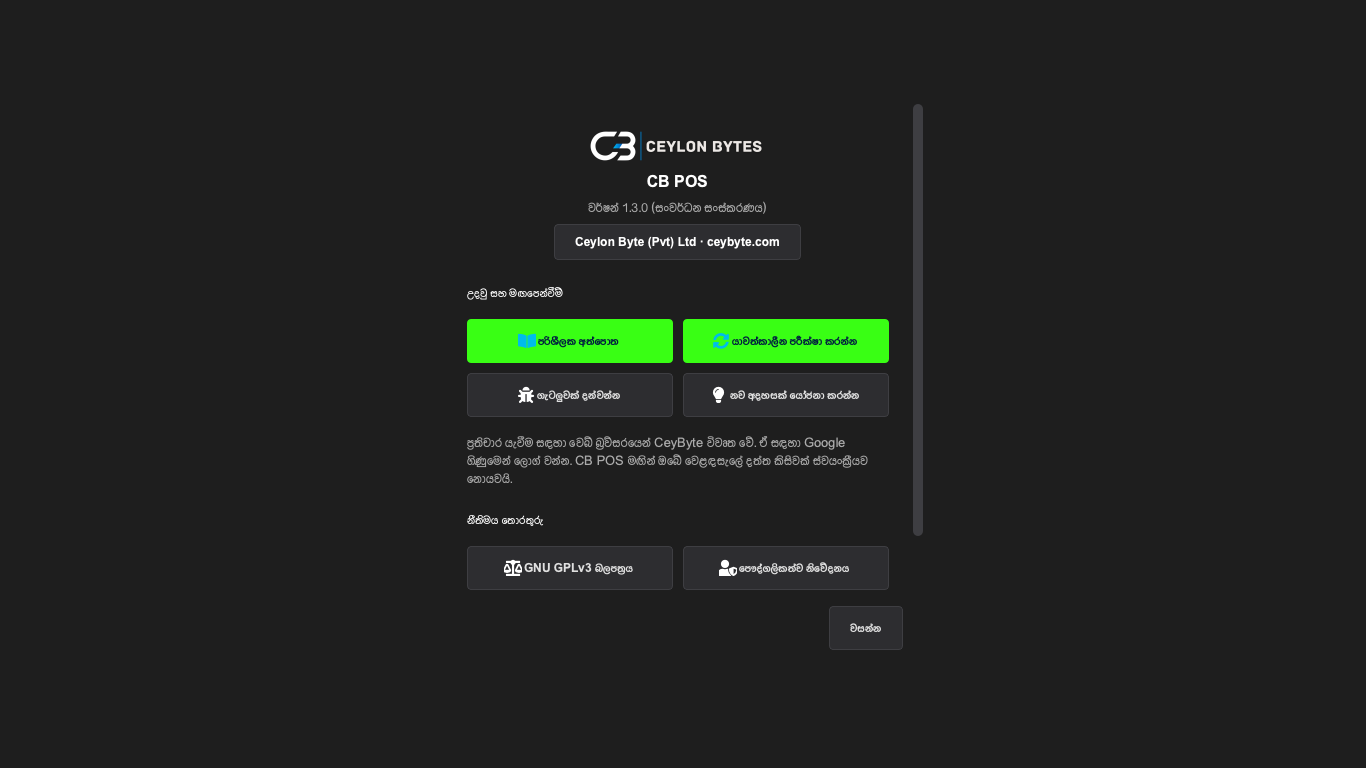 CB CEYLON BYTES
CB POS
වර්ෂන් 1.3.0 (සංවර්ධන සංස්කරණය)
Ceylon Byte (Pvt) Ltd · ceybyte.com
උදවු සහ මඟපෙන්වීම්
පරිශීලක අත්පොත
යාවත්කාලීන පරීක්ෂා කරන්න
ගැටලුවක් දන්වන්න
නව අදහසක් යෝජනා කරන්න
ප්‍රතිචාර යැවීම සඳහා වෙබ් බ්‍රව්සරයෙන් CeyByte විවෘත වේ. ඒ සඳහා Google
ගිණුමෙන් ලොග් වන්න. CB POS මඟින් ඔබේ වෙළඳසැලේ දත්ත කිසිවක් ස්වයංක්‍රීයව
නොයවයි.
නීතිමය තොරතුරු
GNU GPLv3 බලපත්‍රය
පෞද්ගලිකත්ව නිවේදනය
වසන්න